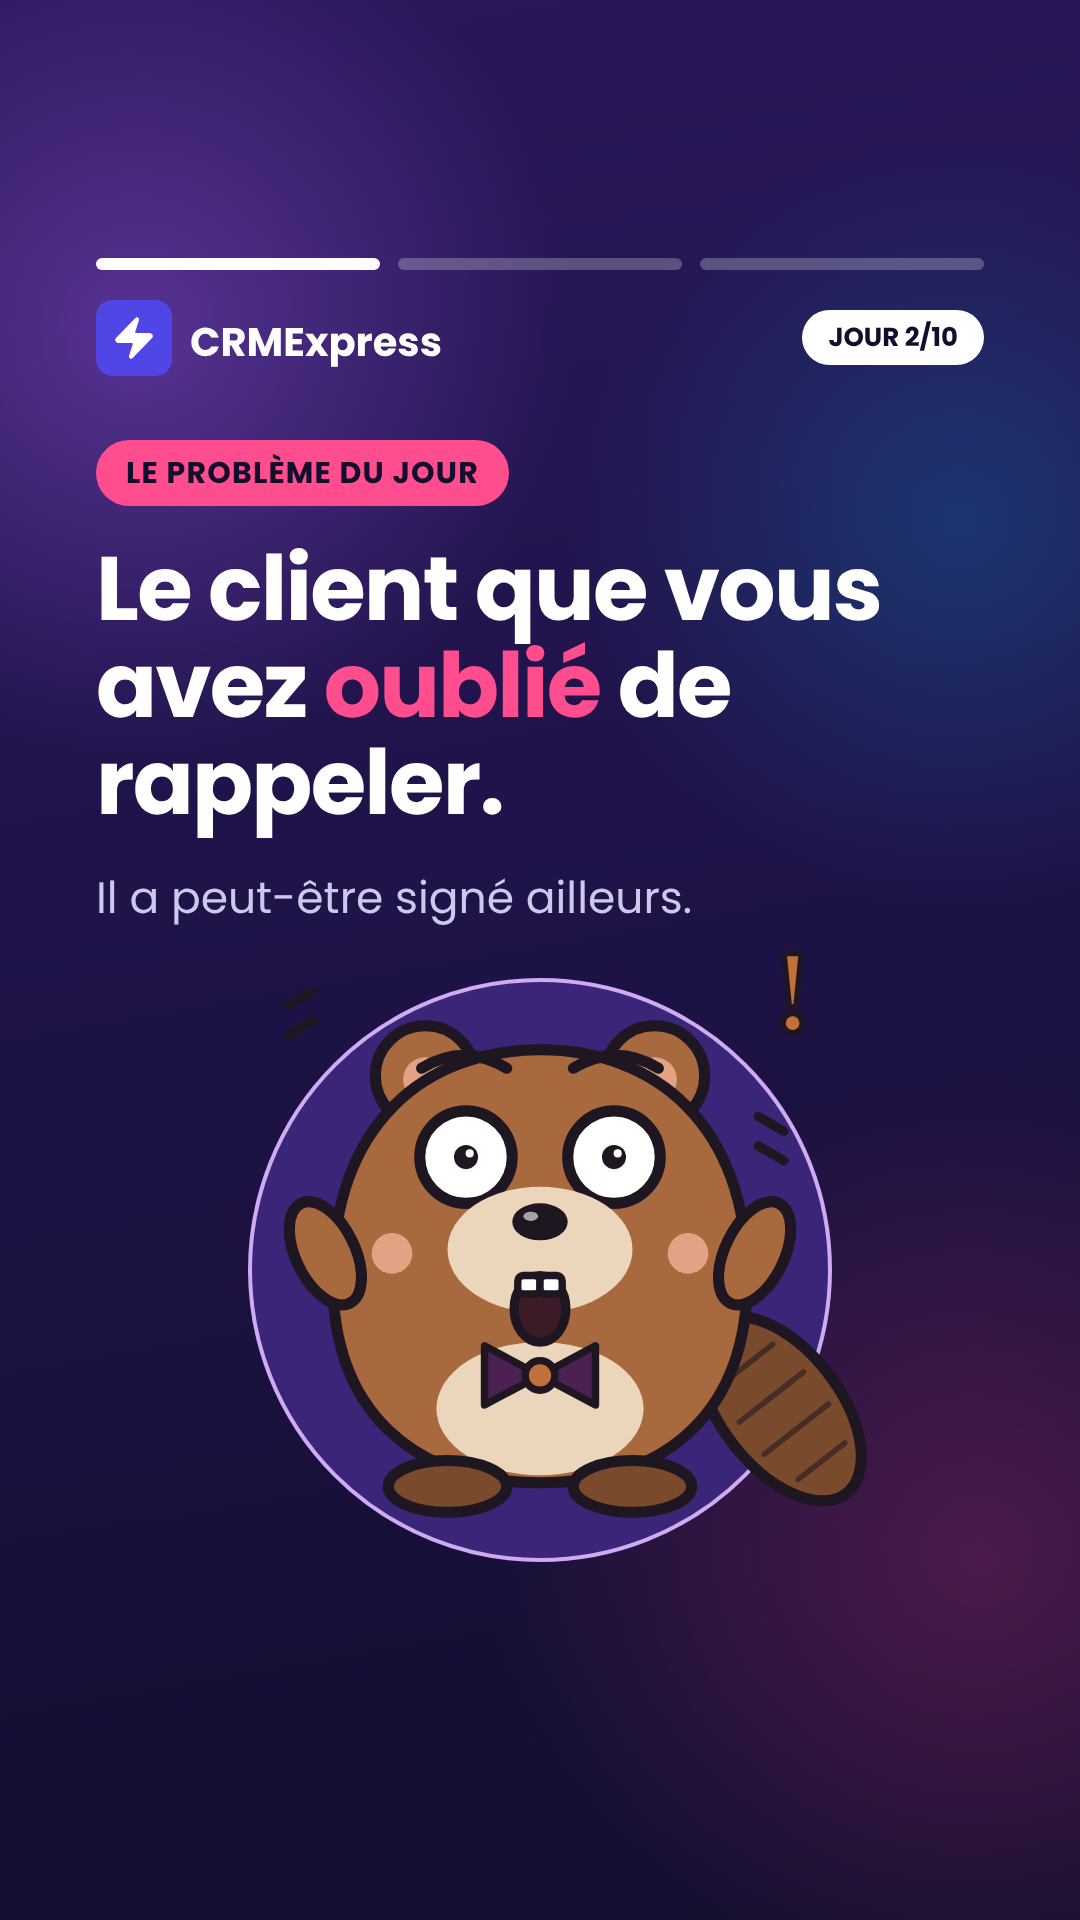 CRMExpress
JOUR 2/10
LE PROBLÈME DU JOUR
Le client que vous
avez oublié de
rappeler.
Il a peut-être signé ailleurs.
!